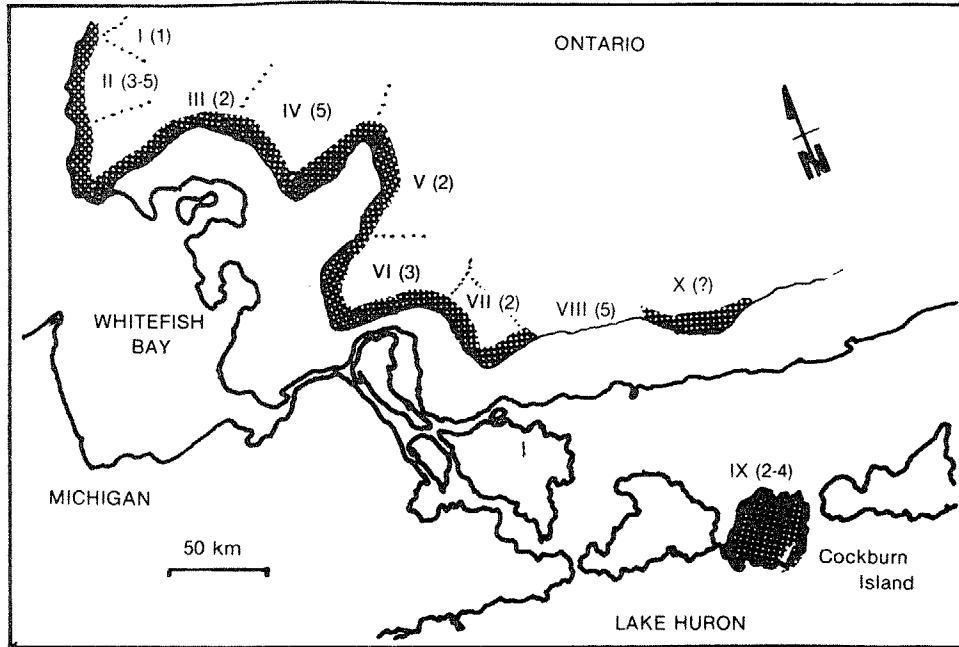 I (1)
ONTARIO
II (3-5)
III (2)
IV (5)
V (2)
N
VI (3)
VII (2)
VIII (5)
X (?)
WHITEFISH
BAY
I
MICHIGAN
IX (2-4)
50 km
Cockburn
Island
LAKE HURON